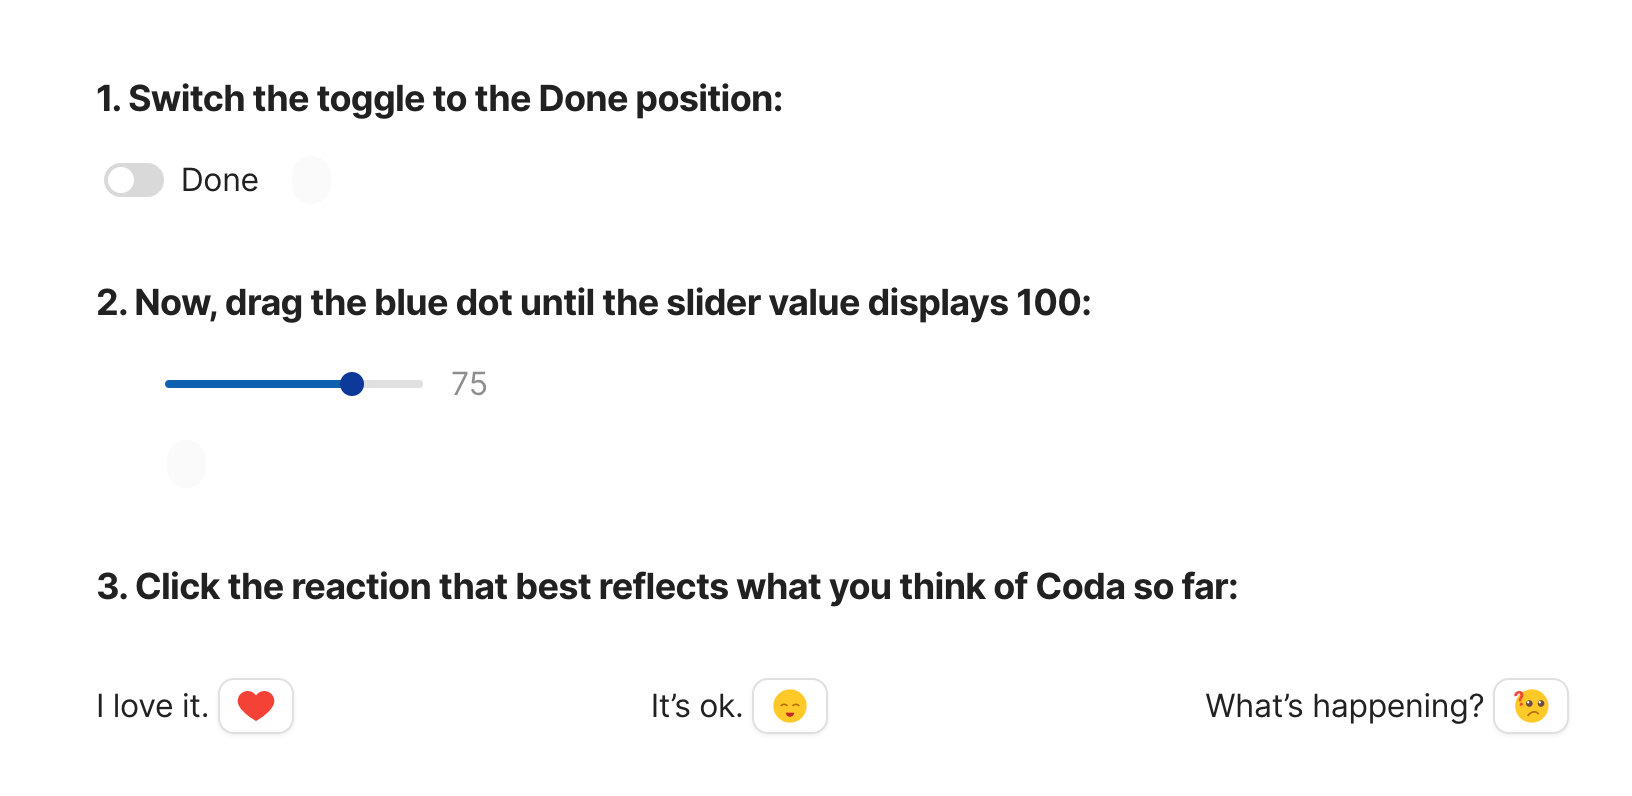 1. Switch the toggle to the Done position:
Done
2. Now, drag the blue dot until the slider value displays 100:
75
3. Click the reaction that best reflects what you think of Coda so far:
I love it. It’s ok. What’s happening?